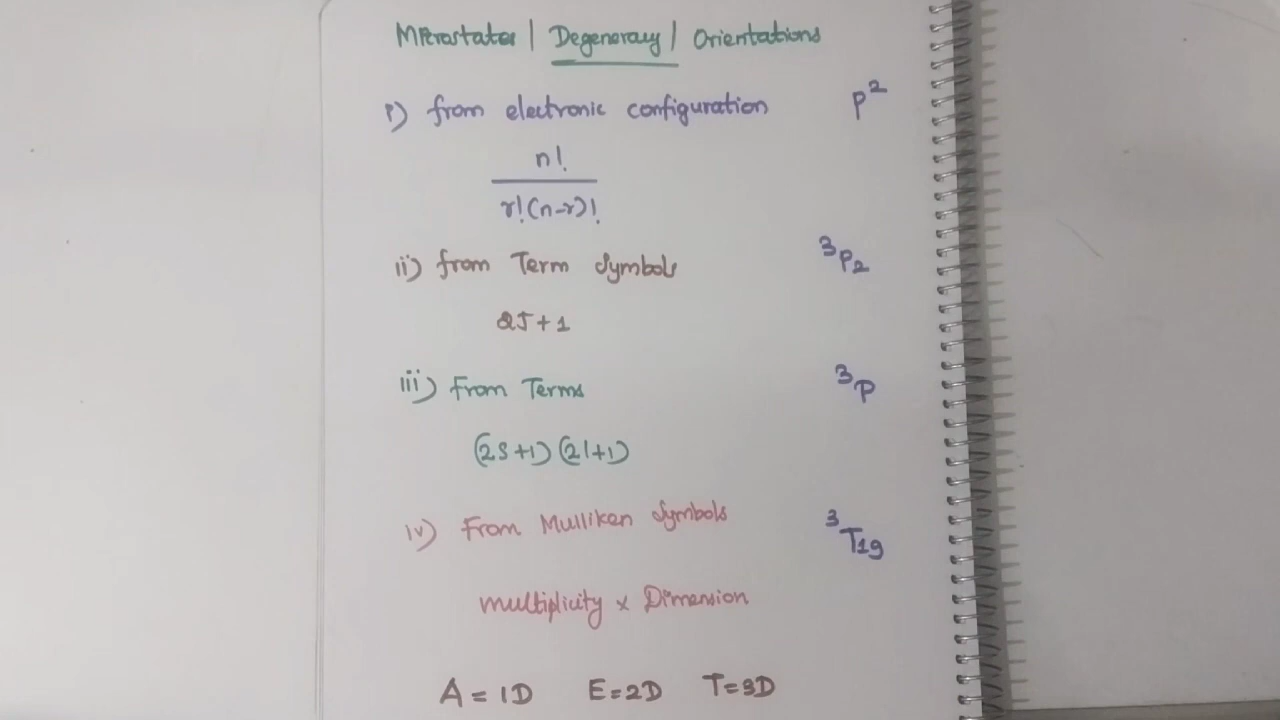 Microstates | Degeneracy | Orientations
i) from electronic configuration p²
n!
r!(n-r)!
ii) from Term Symbols ³P₂
2J+1
iii) From Terms ³P
(2S+1) (2l+1)
iv) From Mulliken Symbols ³T₁g
multiplicity × Dimension
A = 1D E=2D T=3D